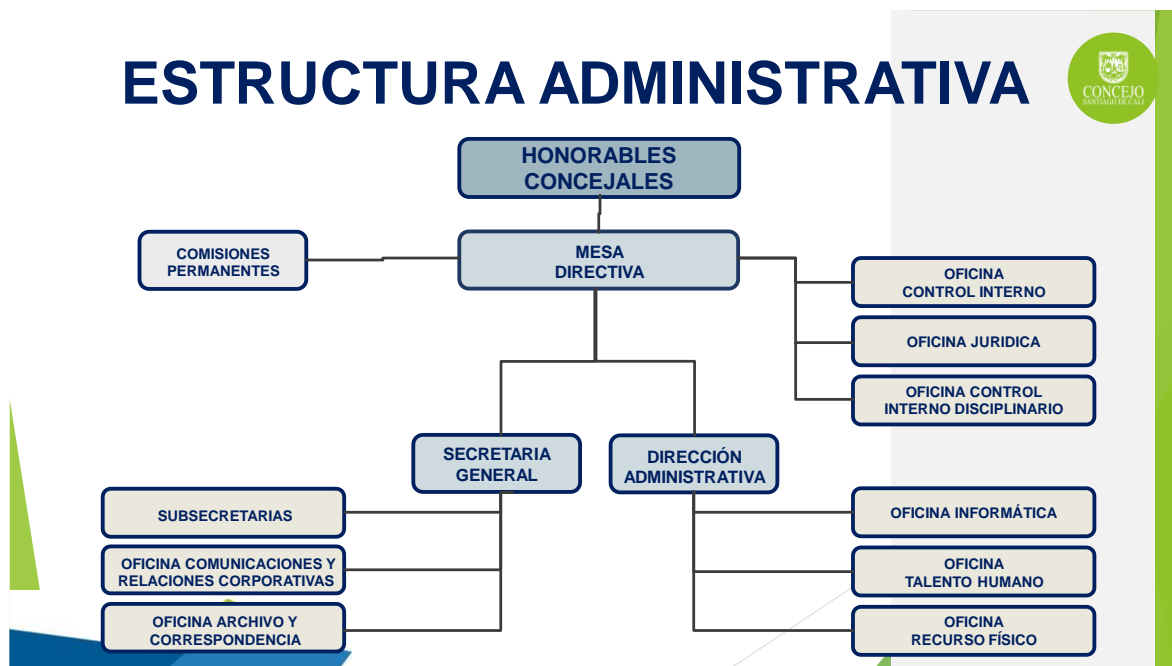 ESTRUCTURA ADMINISTRATIVA
CONCEJO
SANTIAGO DE CALI
HONORABLES
CONCEJALES
COMISIONES
PERMANENTES
MESA
DIRECTIVA
OFICINA
CONTROL INTERNO
OFICINA JURIDICA
OFICINA CONTROL
INTERNO DISCIPLINARIO
SECRETARIA
GENERAL
DIRECCIÓN
ADMINISTRATIVA
SUBSECRETARIAS
OFICINA COMUNICACIONES Y
RELACIONES CORPORATIVAS
OFICINA ARCHIVO Y
CORRESPONDENCIA
OFICINA INFORMÁTICA
OFICINA
TALENTO HUMANO
OFICINA
RECURSO FÍSICO